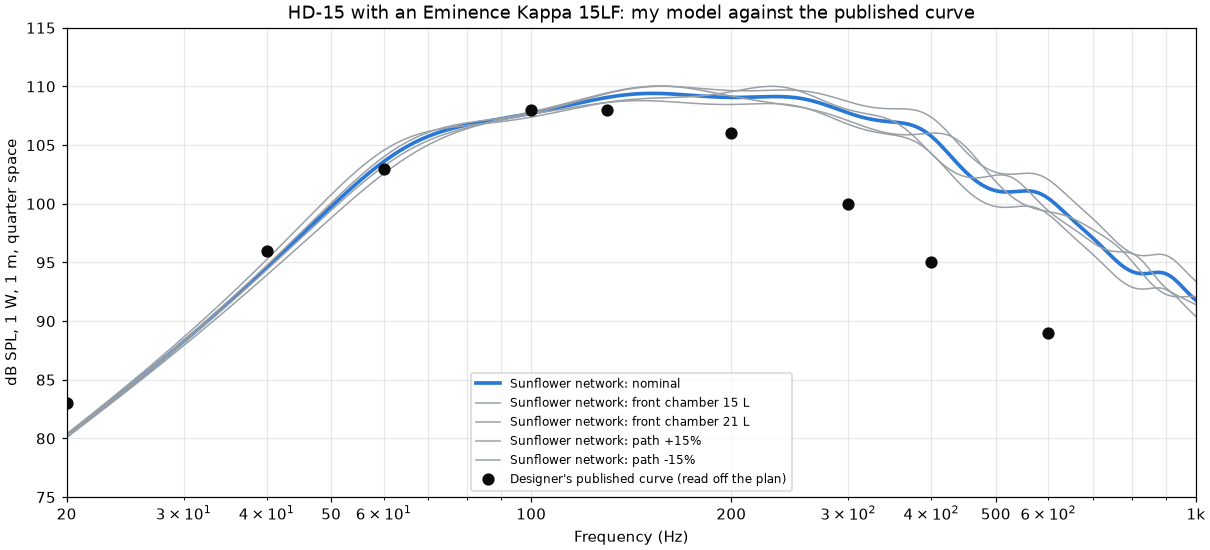 HD-15 with an Eminence Kappa 15LF: my model against the published curve
115
110
105
100
95
90
85
80
75
dB SPL, 1 W, 1 m, quarter space
Sunflower network: nominal
Sunflower network: front chamber 15 L
Sunflower network: front chamber 21 L
Sunflower network: path +15%
Sunflower network: path -15%
Designer's published curve (read off the plan)
20 3 × 10¹ 4 × 10¹ 50 6 × 10¹ 100 200 3 × 10² 4 × 10² 500 6 × 10² 1k
Frequency (Hz)